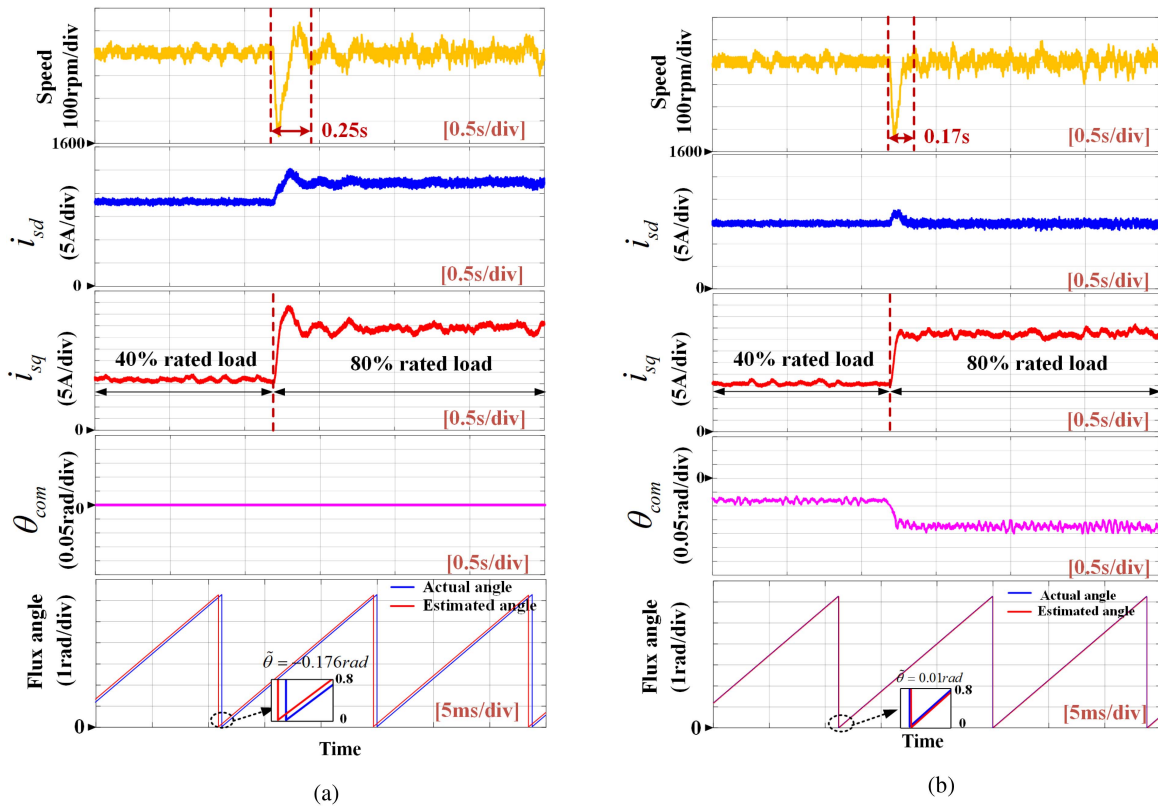 Speed
100rpm/div
1600
0.25s
[0.5s/div]
i_sd
(5A/div)
0
[0.5s/div]
i_sq
(5A/div)
40% rated load
80% rated load
0
[0.5s/div]
θ_com
(0.05rad/div)
0
[0.5s/div]
Flux angle
(1rad/div)
Actual angle
Estimated angle
θ̃ = −0.176rad
0.8
0
[5ms/div]
0
Time
(a)
Speed
100rpm/div
1600
0.17s
[0.5s/div]
i_sd
(5A/div)
0
[0.5s/div]
i_sq
(5A/div)
40% rated load
80% rated load
0
[0.5s/div]
θ_com
(0.05rad/div)
0
[0.5s/div]
Flux angle
(1rad/div)
Actual angle
Estimated angle
θ̃ = 0.01rad
0.8
0
[5ms/div]
0
Time
(b)